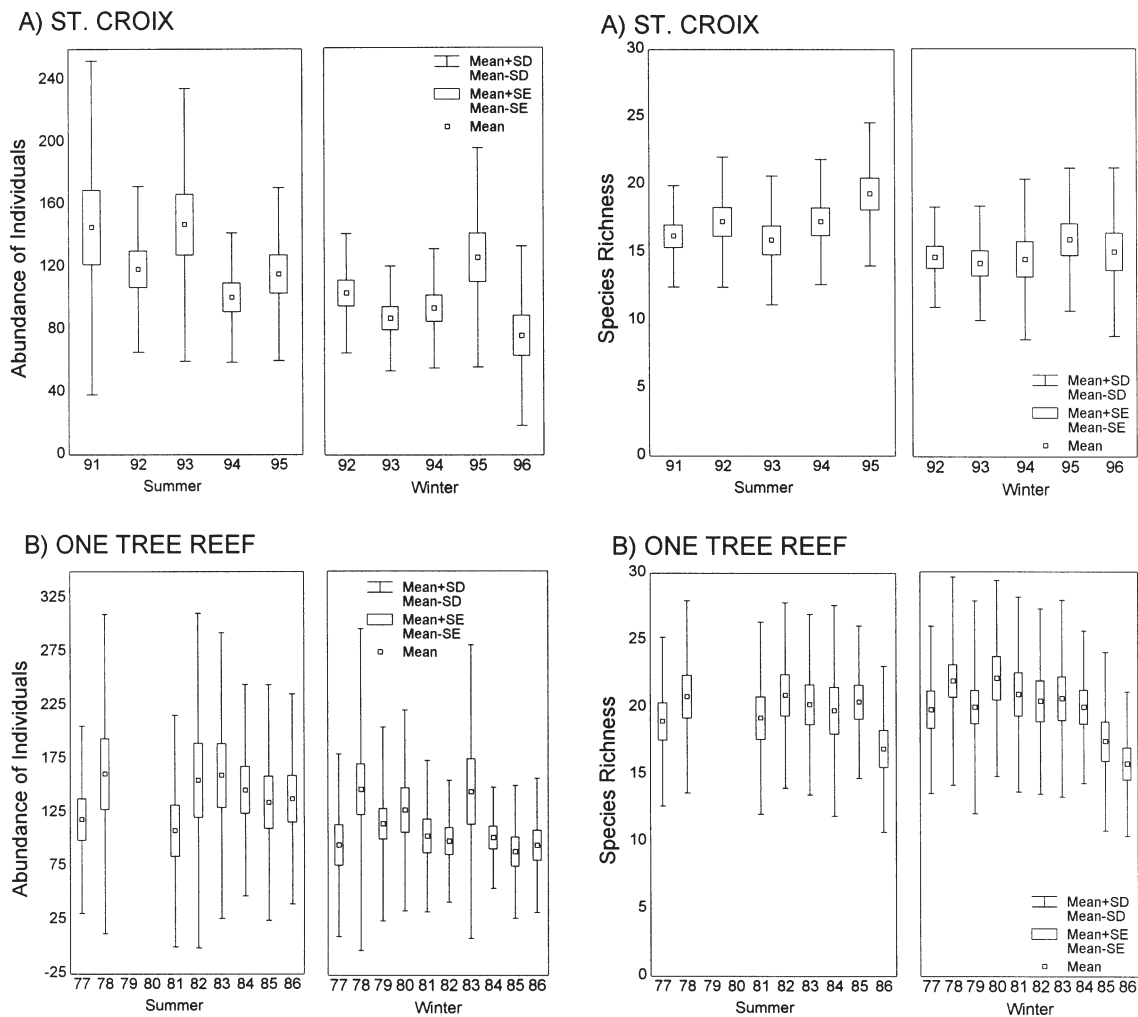 A) ST. CROIX
Abundance of Individuals
240
200
160
120
80
40
0
Mean+SD
Mean-SD
Mean+SE
Mean-SE
Mean
91 92 93 94 95
Summer
92 93 94 95 96
Winter
A) ST. CROIX
Species Richness
30
25
20
15
10
5
0
Mean+SD
Mean-SD
Mean+SE
Mean-SE
Mean
91 92 93 94 95
Summer
92 93 94 95 96
Winter
B) ONE TREE REEF
Abundance of Individuals
325
275
225
175
125
75
25
-25
Mean+SD
Mean-SD
Mean+SE
Mean-SE
Mean
77 78 79 80 81 82 83 84 85 86
Summer
77 78 79 80 81 82 83 84 85 86
Winter
B) ONE TREE REEF
Species Richness
30
25
20
15
10
5
0
Mean+SD
Mean-SD
Mean+SE
Mean-SE
Mean
77 78 79 80 81 82 83 84 85 86
Summer
77 78 79 80 81 82 83 84 85 86
Winter